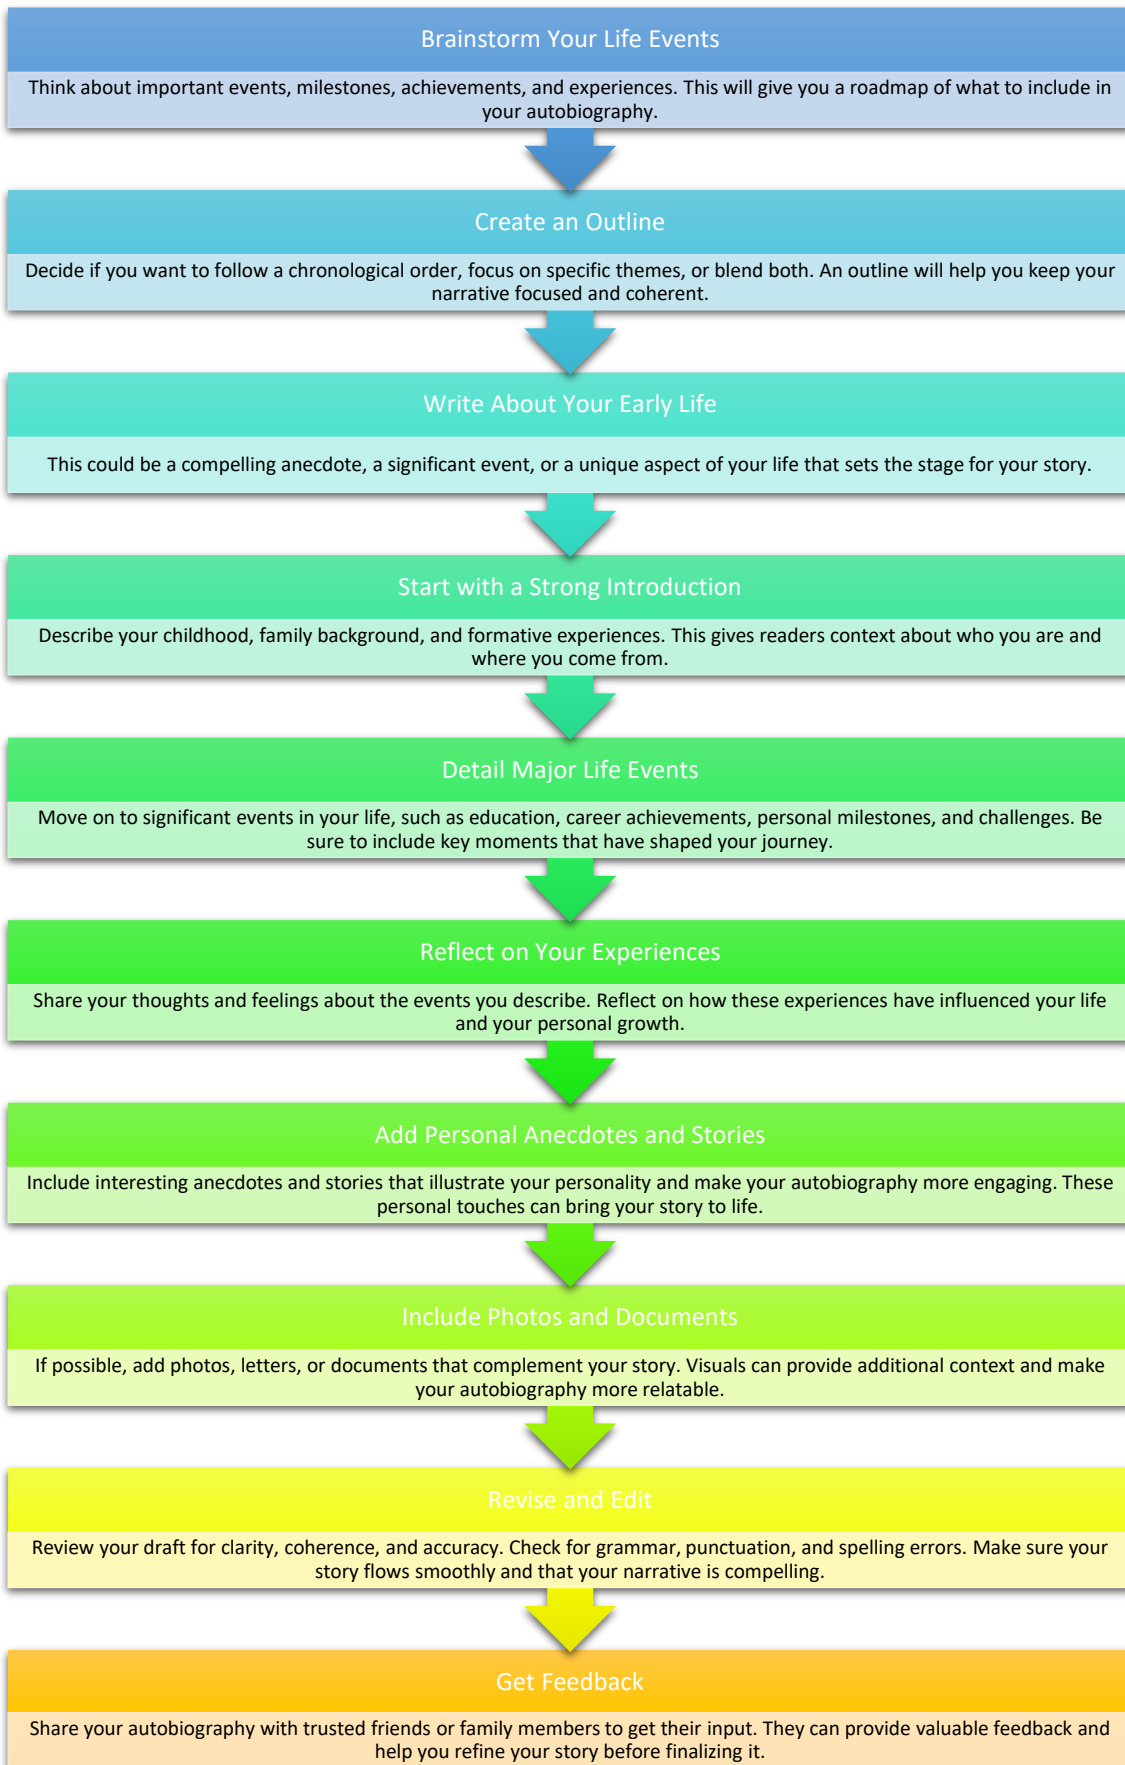 Brainstorm Your Life Events
Think about important events, milestones, achievements, and experiences. This will give you a roadmap of what to include in
your autobiography.
Create an Outline
Decide if you want to follow a chronological order, focus on specific themes, or blend both. An outline will help you keep your
narrative focused and coherent.
Write About Your Early Life
This could be a compelling anecdote, a significant event, or a unique aspect of your life that sets the stage for your story.
Start with a Strong Introduction
Describe your childhood, family background, and formative experiences. This gives readers context about who you are and
where you come from.
Detail Major Life Events
Move on to significant events in your life, such as education, career achievements, personal milestones, and challenges. Be
sure to include key moments that have shaped your journey.
Reflect on Your Experiences
Share your thoughts and feelings about the events you describe. Reflect on how these experiences have influenced your life
and your personal growth.
Add Personal Anecdotes and Stories
Include interesting anecdotes and stories that illustrate your personality and make your autobiography more engaging. These
personal touches can bring your story to life.
Include Photos and Documents
If possible, add photos, letters, or documents that complement your story. Visuals can provide additional context and make
your autobiography more relatable.
Revise and Edit
Review your draft for clarity, coherence, and accuracy. Check for grammar, punctuation, and spelling errors. Make sure your
story flows smoothly and that your narrative is compelling.
Get Feedback
Share your autobiography with trusted friends or family members to get their input. They can provide valuable feedback and
help you refine your story before finalizing it.